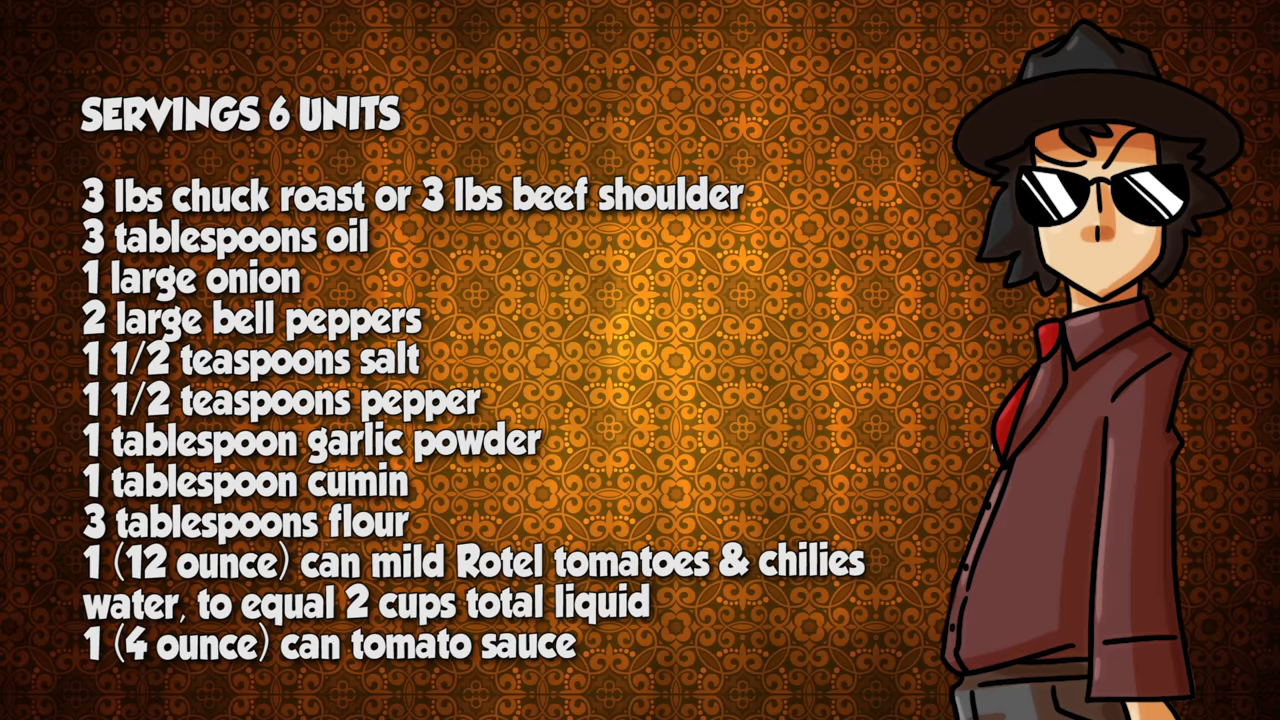 SERVINGS 6 UNITS
3 lbs chuck roast or 3 lbs beef shoulder
3 tablespoons oil
1 large onion
2 large bell peppers
1 1/2 teaspoons salt
1 1/2 teaspoons pepper
1 tablespoon garlic powder
1 tablespoon cumin
3 tablespoons flour
1 (12 ounce) can mild Rotel tomatoes & chilies
water, to equal 2 cups total liquid
1 (4 ounce) can tomato sauce